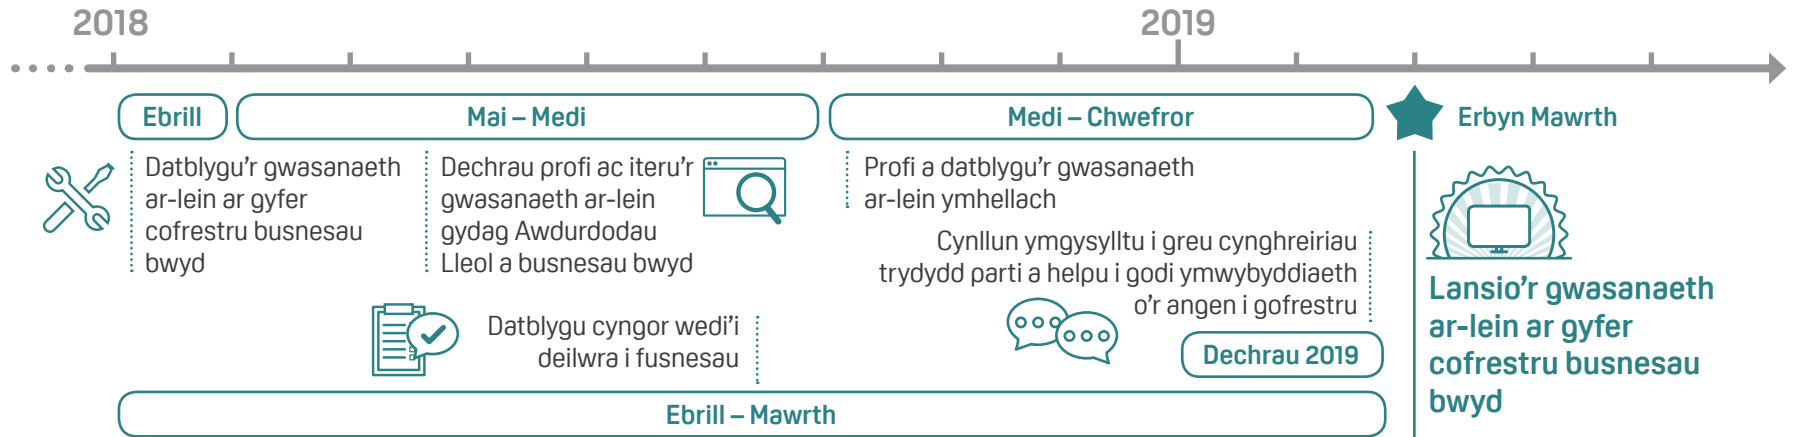 2018
2019
Ebrill
Mai – Medi
Medi – Chwefror
Erbyn Mawrth
Datblygu'r gwasanaeth
ar-lein ar gyfer
cofrestru busnesau
bwyd
Dechrau profi ac iteru'r
gwasanaeth ar-lein
gydag Awdurdodau
Lleol a busnesau bwyd
Profi a datblygu'r gwasanaeth
ar-lein ymhellach
Cynllun ymgysylltu i greu cynghreiriau
trydydd parti a helpu i godi ymwybyddiaeth
o'r angen i gofrestru
Datblygu cyngor wedi'i
deilwra i fusnesau
Dechrau 2019
Lansio'r gwasanaeth
ar-lein ar gyfer
cofrestru busnesau
bwyd
Ebrill – Mawrth